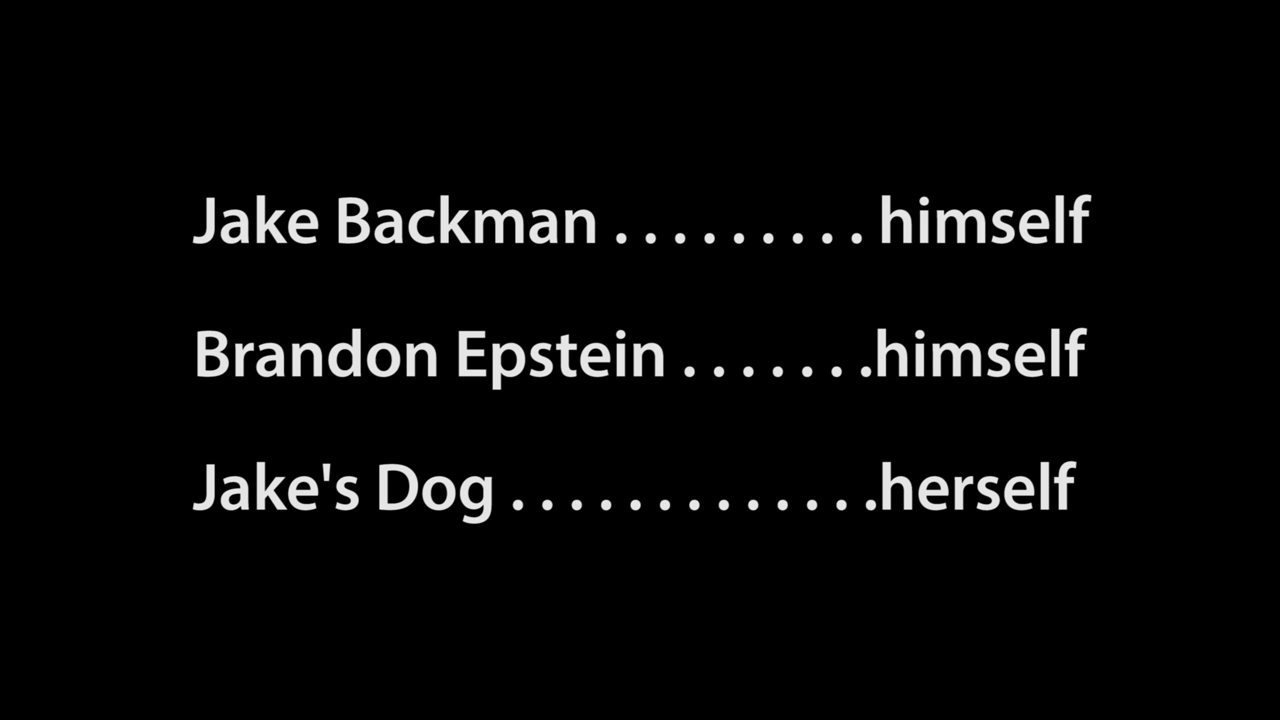 Jake Backman . . . . . . . . . himself
Brandon Epstein . . . . . . .himself
Jake's Dog . . . . . . . . . . . . .herself